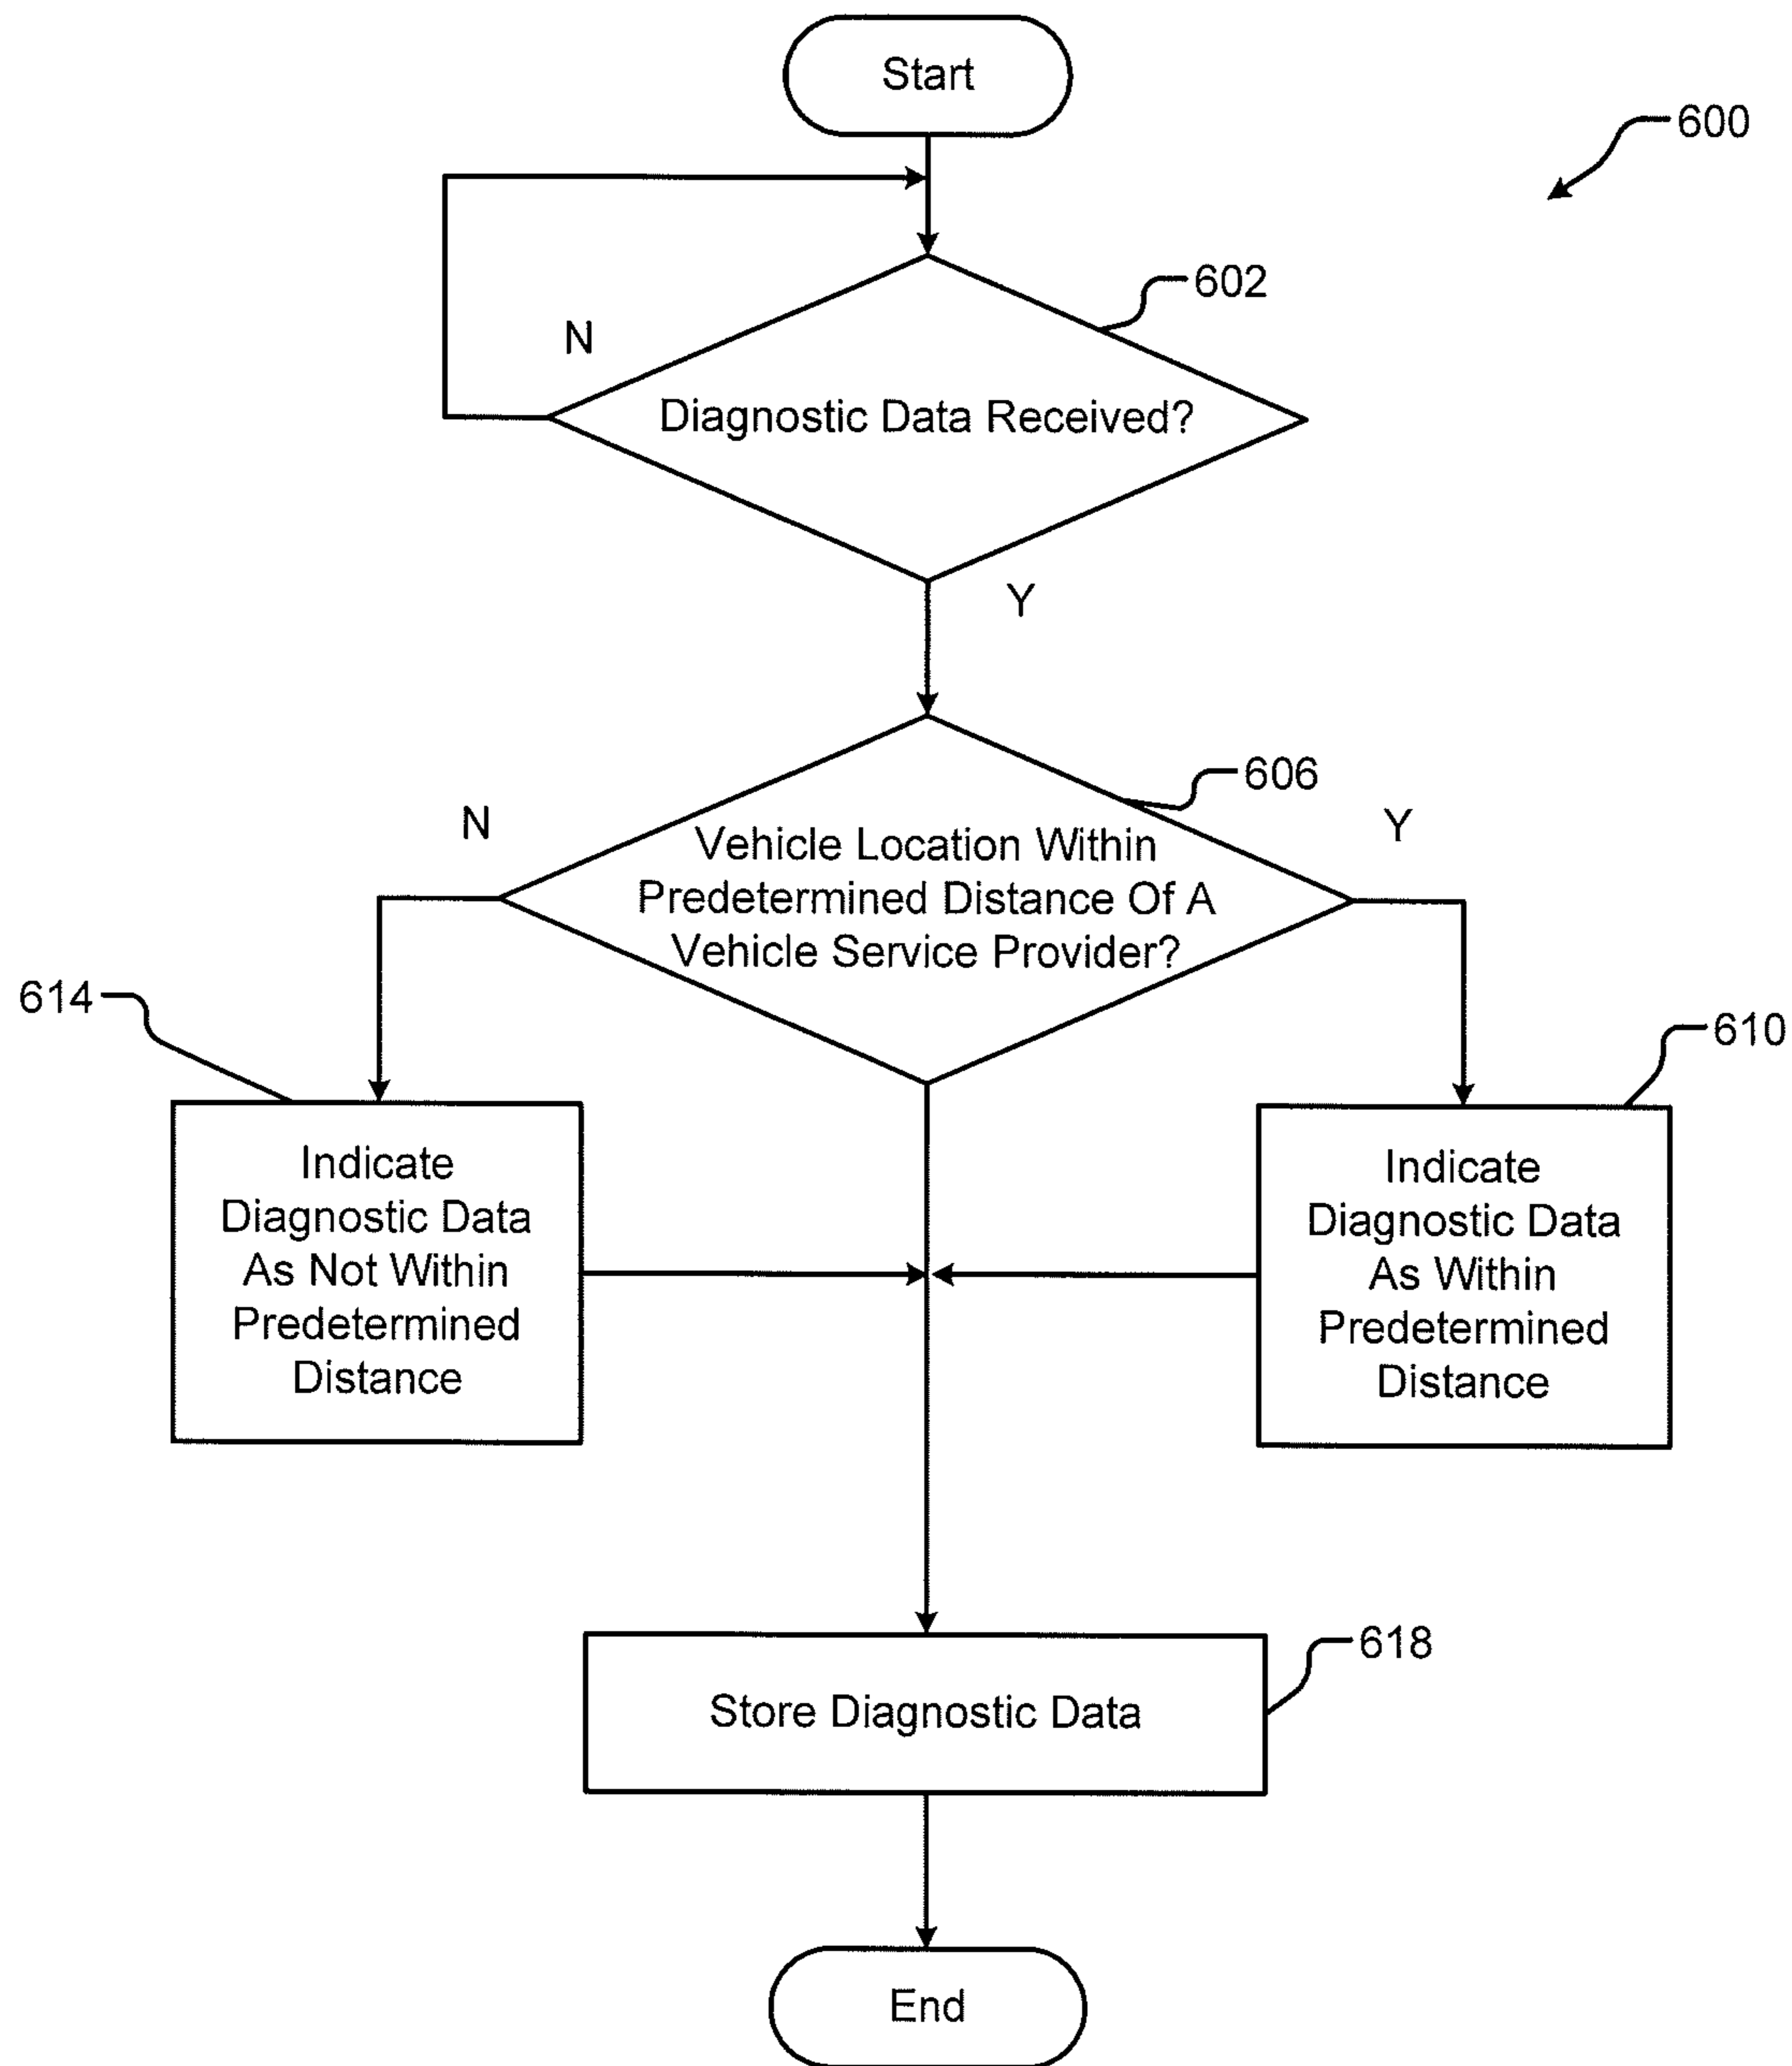 Start
600
602
N
Diagnostic Data Received?
Y
606
N
Y
Vehicle Location Within
Predetermined Distance Of A
Vehicle Service Provider?
614
610
Indicate
Diagnostic Data
As Not Within
Predetermined
Distance
Indicate
Diagnostic Data
As Within
Predetermined
Distance
618
Store Diagnostic Data
End